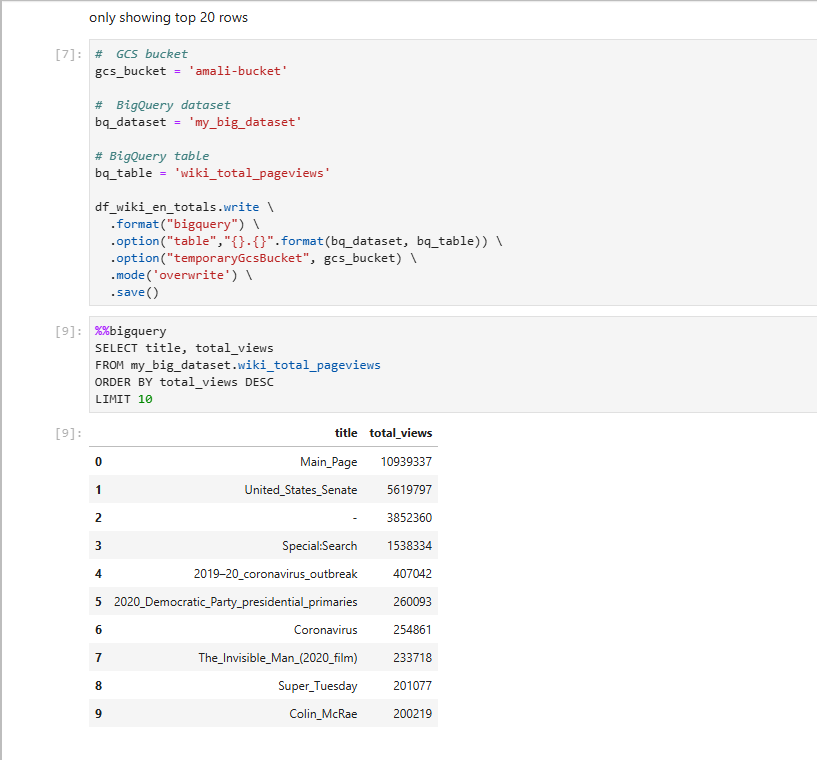 only showing top 20 rows
[7]: #  GCS bucket
gcs_bucket = 'amali-bucket'
#  BigQuery dataset
bq_dataset = 'my_big_dataset'
# BigQuery table
bq_table = 'wiki_total_pageviews'
df_wiki_en_totals.write \
  .format("bigquery") \
  .option("table","{}.{}".format(bq_dataset, bq_table)) \
  .option("temporaryGcsBucket", gcs_bucket) \
  .mode('overwrite') \
  .save()
[9]: %%bigquery
SELECT title, total_views
FROM my_big_dataset.wiki_total_pageviews
ORDER BY total_views DESC
LIMIT 10
[9]: title total_views
0 Main_Page 10939337
1 United_States_Senate 5619797
2 - 3852360
3 Special:Search 1538334
4 2019–20_coronavirus_outbreak 407042
5 2020_Democratic_Party_presidential_primaries 260093
6 Coronavirus 254861
7 The_Invisible_Man_(2020_film) 233718
8 Super_Tuesday 201077
9 Colin_McRae 200219